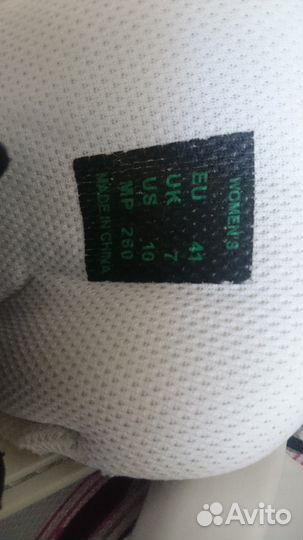 WOMEN'S
EU 41
UK 7
US 10
MP 260
MADE IN CHINA
Avito